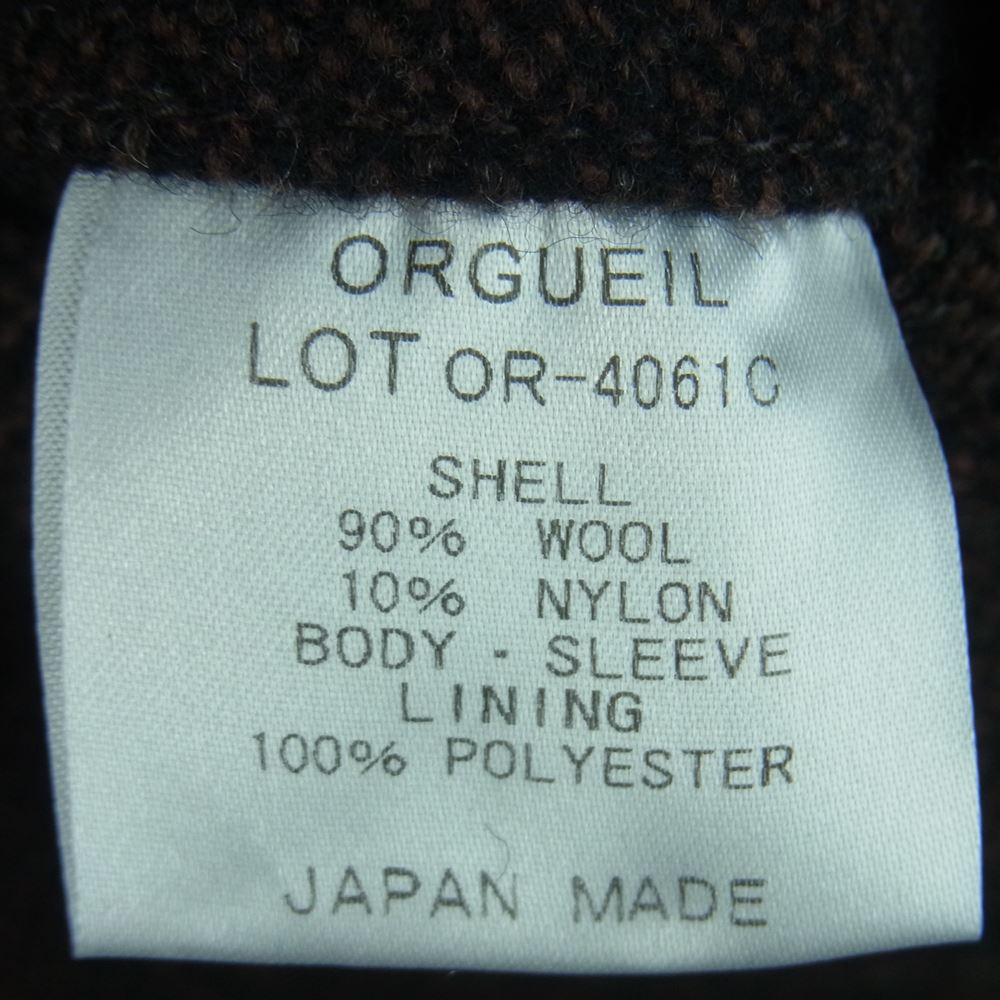 ORGUEIL
LOT OR-4061C
SHELL
90% WOOL
10% NYLON
BODY - SLEEVE
LINING
100% POLYESTER
JAPAN MADE